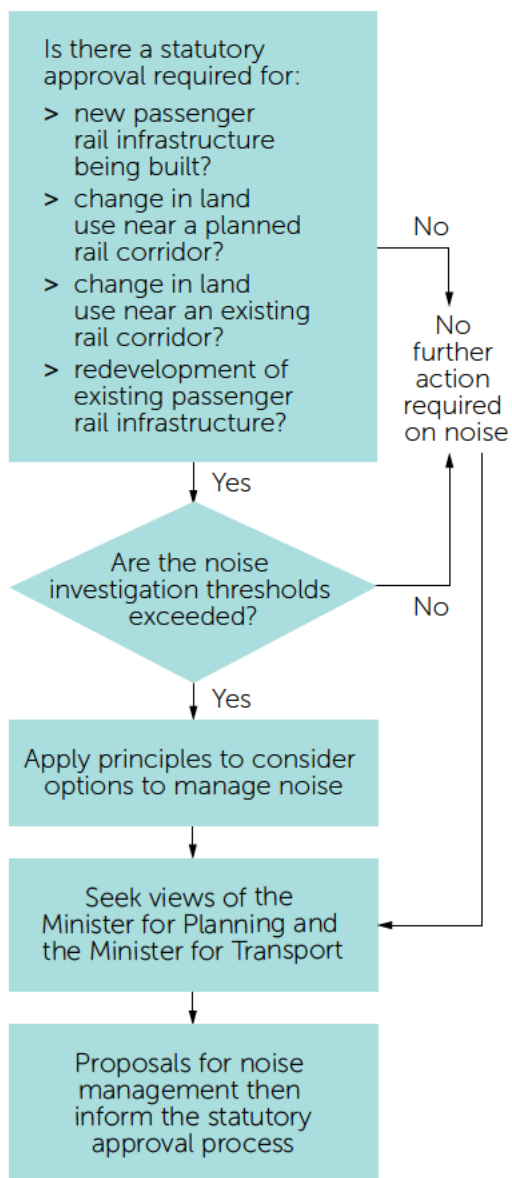 Is there a statutory
approval required for:
> new passenger
rail infrastructure
being built?
> change in land
use near a planned
rail corridor?
> change in land
use near an existing
rail corridor?
> redevelopment of
existing passenger
rail infrastructure?
No
No
further
action
required
on noise
Yes
Are the noise
investigation thresholds
exceeded?
No
Yes
Apply principles to consider
options to manage noise
Seek views of the
Minister for Planning and
the Minister for Transport
Proposals for noise
management then
inform the statutory
approval process